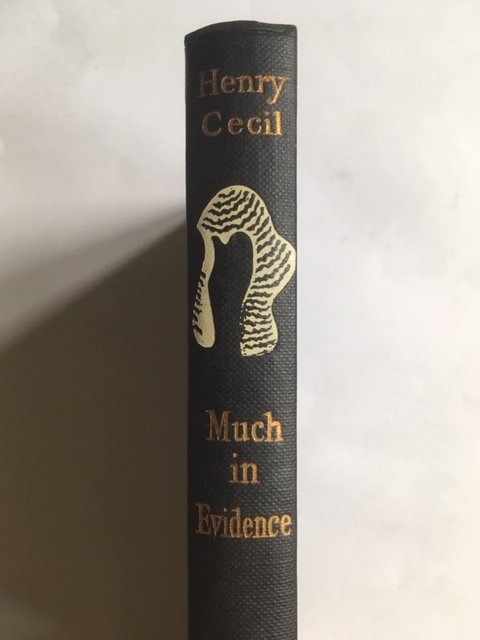 Henry
Cecil
Much
in
Evidence